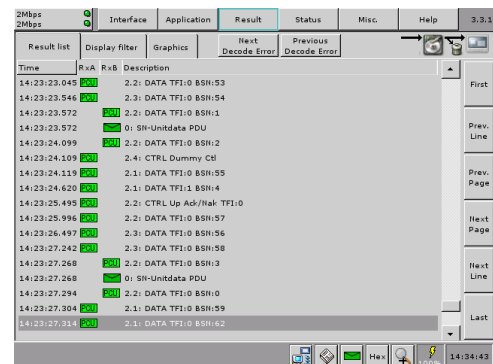 2Mbps
2Mbps
Interface Application Result Status Misc. Help 3.3.1
Result list Display filter Graphics Next Decode Error Previous Decode Error
Time RxA RxB Description
14:23:23.045 PCU 2.2: DATA TFI:0 BSN:53
14:23:23.546 PCU 2.3: DATA TFI:0 BSN:54
14:23:23.572 PCU 2.2: DATA TFI:0 BSN:1
14:23:23.572 0: SN-Unitdata PDU
14:23:24.099 PCU 2.2: DATA TFI:0 BSN:2
14:23:24.109 PCU 2.4: CTRL Dummy Ctl
14:23:24.119 PCU 2.1: DATA TFI:0 BSN:55
14:23:24.620 PCU 2.1: DATA TFI:1 BSN:4
14:23:25.495 PCU 2.2: CTRL Up Ack/Nak TFI:0
14:23:25.996 PCU 2.2: DATA TFI:0 BSN:57
14:23:26.497 PCU 2.3: DATA TFI:0 BSN:56
14:23:27.242 PCU 2.3: DATA TFI:0 BSN:58
14:23:27.268 PCU 2.2: DATA TFI:0 BSN:3
14:23:27.268 0: SN-Unitdata PDU
14:23:27.294 PCU 2.2: DATA TFI:0 BSN:0
14:23:27.304 PCU 2.1: DATA TFI:0 BSN:59
14:23:27.314 PCU 2.1: DATA TFI:0 BSN:62
First
Prev. Line
Prev. Page
Next Page
Next Line
Last
Hex 100% 14:34:43